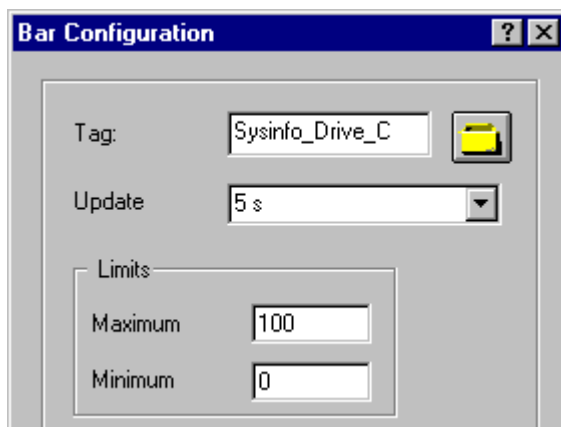 Bar Configuration
Tag: Sysinfo_Drive_C
Update 5 s
Limits
Maximum 100
Minimum 0